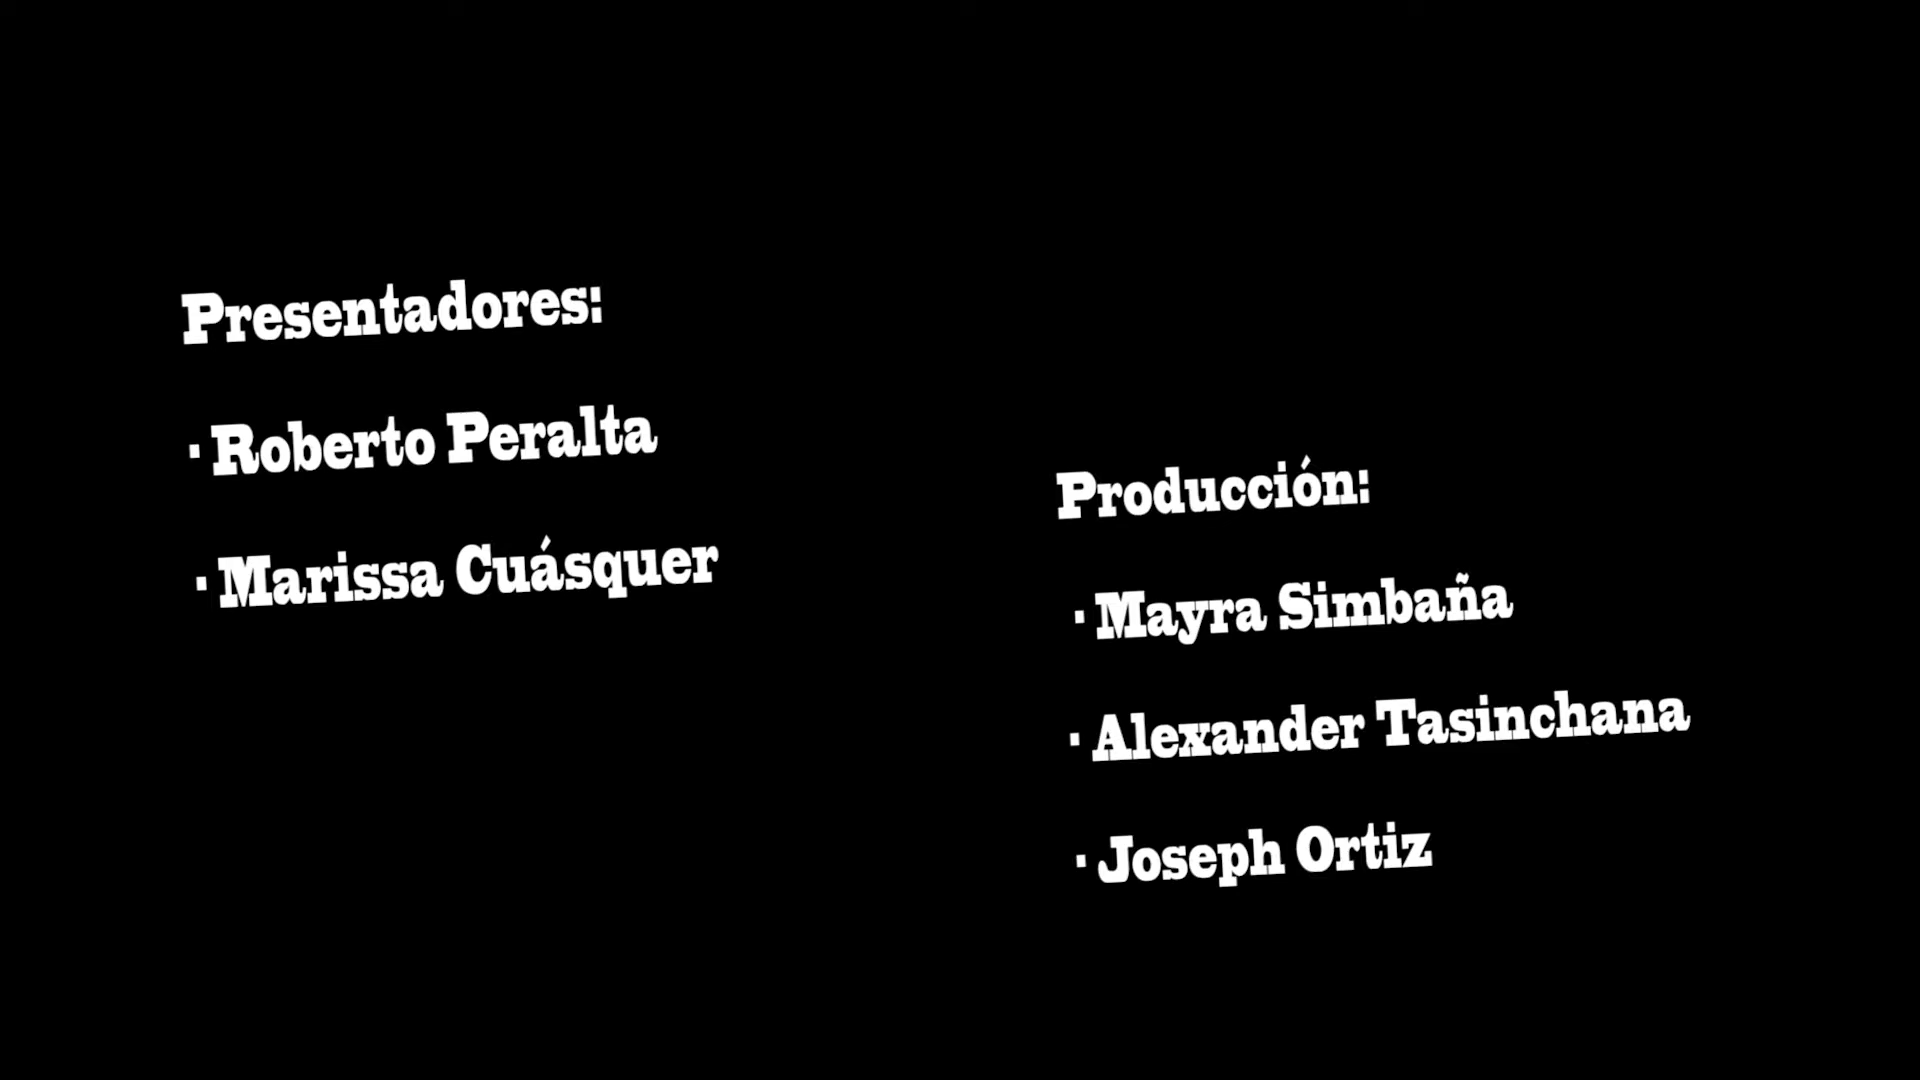 Presentadores:
· Roberto Peralta
· Marissa Cuásquer
Producción:
· Mayra Simbaña
· Alexander Tasinchana
· Joseph Ortiz